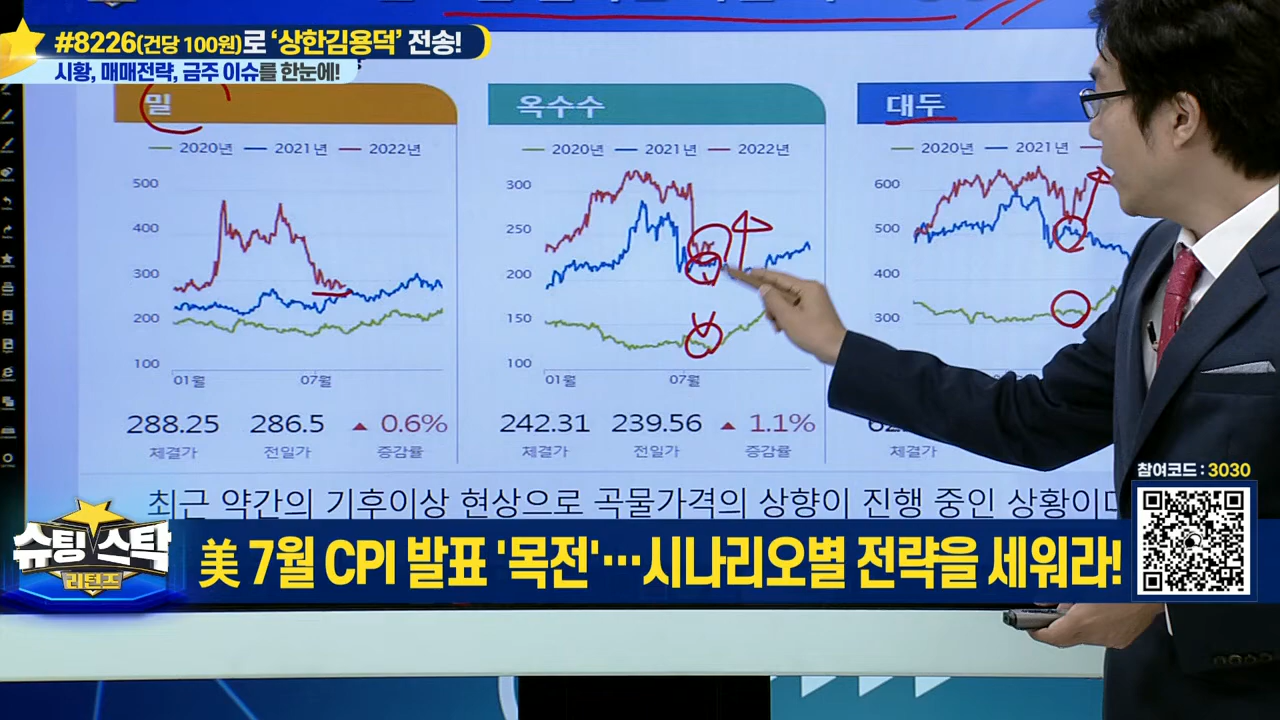 #8226(건당 100원)로 '상한김용덕' 전송!
시황, 매매전략, 금주 이슈를 한눈에!
밀
2020년 2021년 2022년
500
400
300
200
100
01월 07월
288.25 286.5 ▲ 0.6%
체결가 전일가 증감률
옥수수
2020년 2021년 2022년
300
250
200
150
100
01월 07월
242.31 239.56 ▲ 1.1%
체결가 전일가 증감률
대두
2020년 2021년
600
500
400
300
체결가
최근 약간의 기후이상 현상으로 곡물가격의 상향이 진행 중인 상황이
참여코드 : 3030
슈팅스탁
리턴즈
美 7월 CPI 발표 '목전'…시나리오별 전략을 세워라!